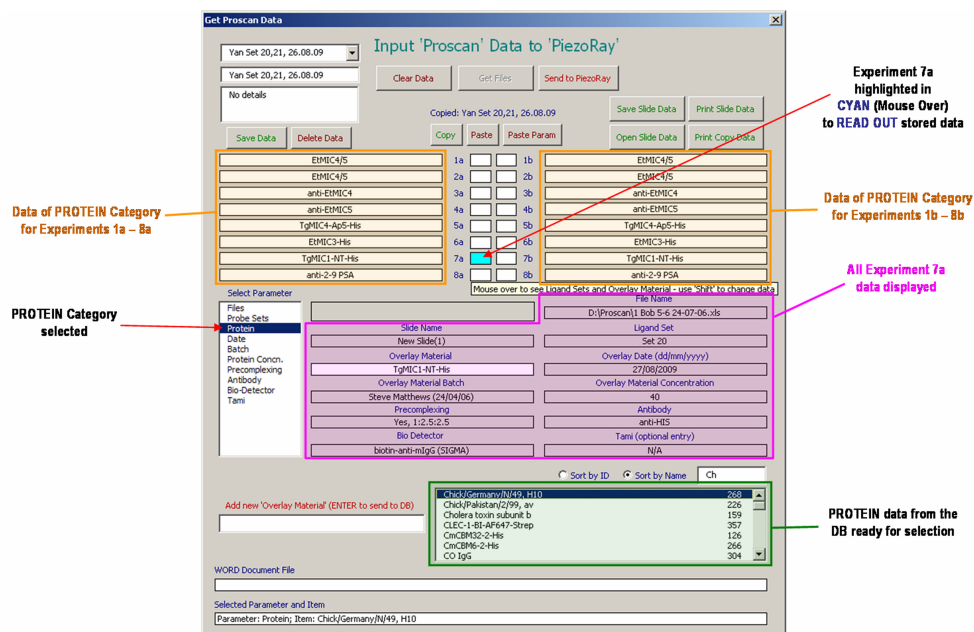 Get Proscan Data
Input 'Proscan' Data to 'PiezoRay'
Yan Set 20,21, 26.08.09
Yan Set 20,21, 26.08.09
No details
Clear Data
Get Files
Send to PiezoRay
Copied: Yan Set 20,21, 26.08.09
Save Slide Data
Print Slide Data
Save Data
Delete Data
Copy
Paste
Paste Param
Open Slide Data
Print Copy Data
EtMIC4/5 1a 1b EtMIC4/5
EtMIC4/5 2a 2b EtMIC4/5
anti-EtMIC4 3a 3b anti-EtMIC4
anti-EtMIC5 4a 4b anti-EtMIC5
TgMIC4-Ap5-His 5a 5b TgMIC4-Ap5-His
EtMIC3-His 6a 6b EtMIC3-His
TgMIC1-NT-His 7a 7b TgMIC1-NT-His
anti-2-9 PSA 8a 8b anti-2-9 PSA
Mouse over to see Ligand Sets and Overlay Material - use 'Shift' to change data
Experiment 7a
highlighted in
CYAN (Mouse Over)
to READ OUT stored data
Data of PROTEIN Category
for Experiments 1a – 8a
Data of PROTEIN Category
for Experiments 1b – 8b
All Experiment 7a
data displayed
PROTEIN Category
selected
Select Parameter
Files
Probe Sets
Protein
Date
Batch
Protein Concn.
Precomplexing
Antibody
Bio-Detector
Tami
File Name
D:\Proscan\1 Bob 5-6 24-07-06.xls
Slide Name
New Slide(1)
Ligand Set
Set 20
Overlay Material
TgMIC1-NT-His
Overlay Date (dd/mm/yyyy)
27/08/2009
Overlay Material Batch
Steve Matthews (24/04/06)
Overlay Material Concentration
40
Precomplexing
Yes, 1:2.5:2.5
Antibody
anti-HIS
Bio Detector
biotin-anti-mIgG (SIGMA)
Tami (optional entry)
N/A
Sort by ID
Sort by Name
Ch
Add new 'Overlay Material' (ENTER to send to DB)
Chick/Germany/N/49, H10 268
Chick/Pakistan/2/99, av 226
Cholera toxin subunit b 159
CLEC-1-BI-AF647-Strep 357
CmCBM32-2-His 126
CmCBM6-2-His 266
CO IgG 304
PROTEIN data from the
DB ready for selection
WORD Document File
Selected Parameter and Item
Parameter: Protein; Item: Chick/Germany/N/49, H10